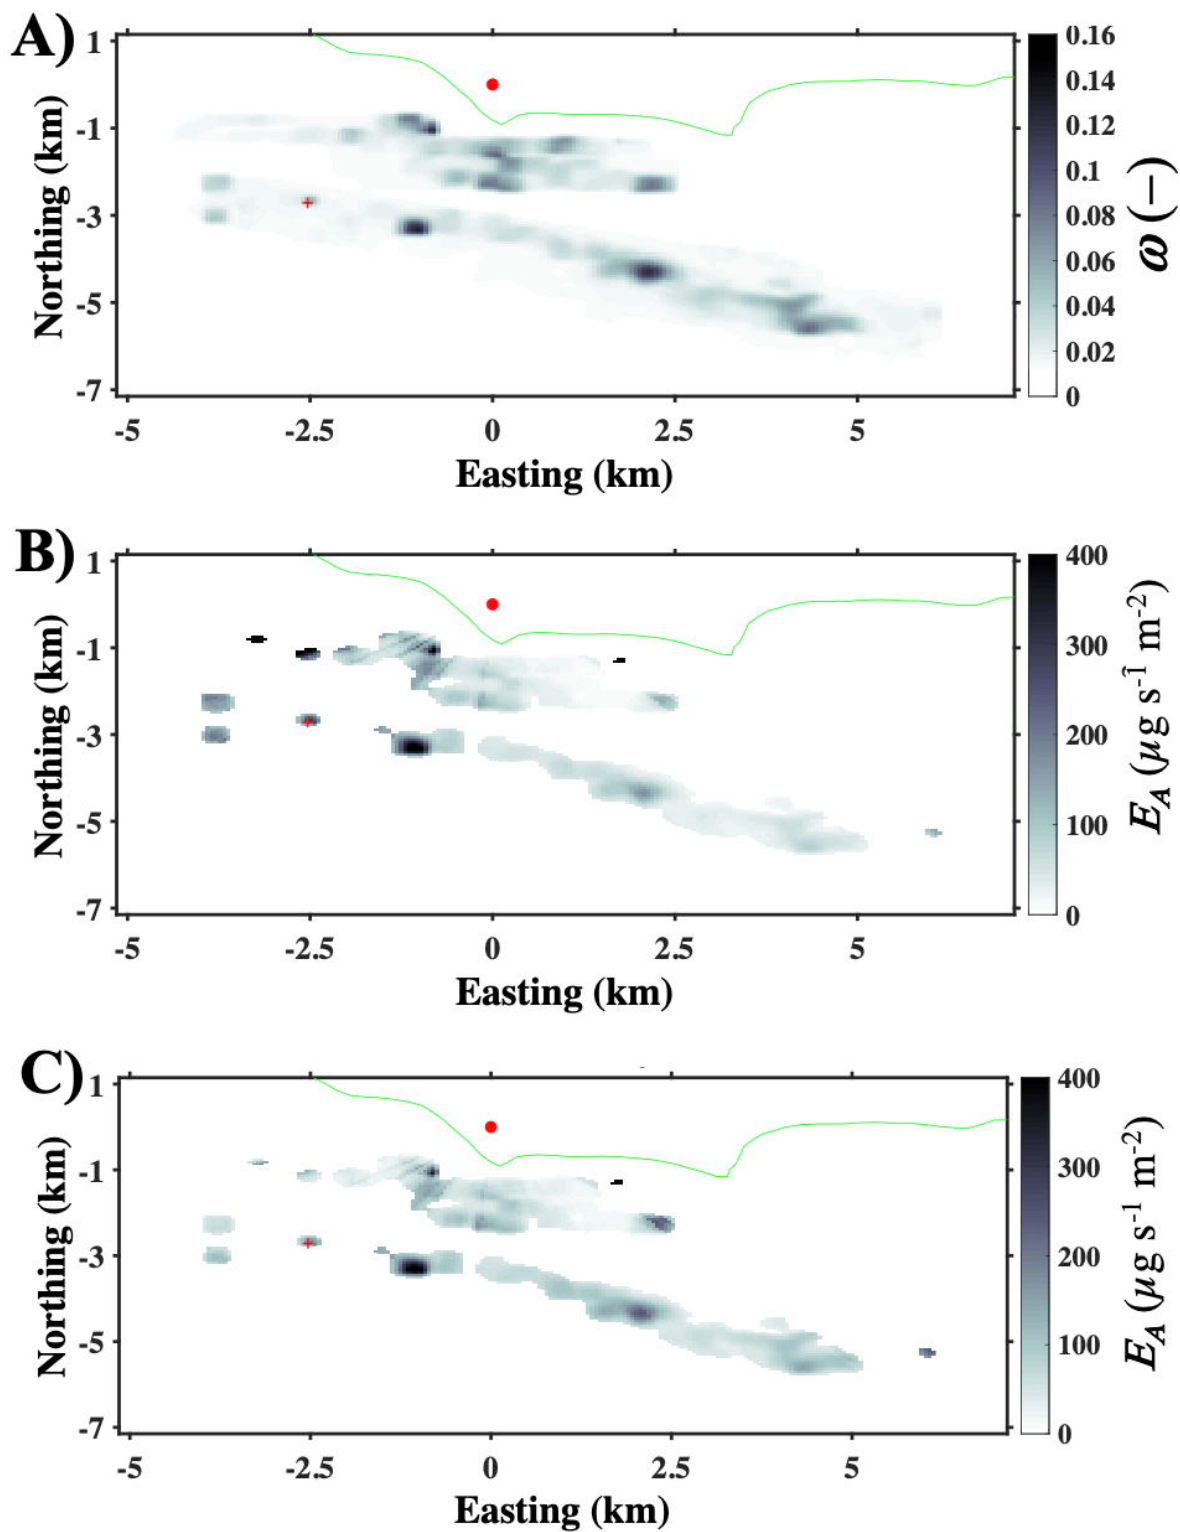 A)
1
-1
-3
-5
-7
Northing (km)
-5 -2.5 0 2.5 5
Easting (km)
0.16
0.14
0.12
0.1
0.08
0.06
0.04
0.02
0
ω (−)
B)
1
-1
-3
-5
-7
Northing (km)
-5 -2.5 0 2.5 5
Easting (km)
400
300
200
100
0
E_A (μg s⁻¹ m⁻²)
C)
1
-1
-3
-5
-7
Northing (km)
-5 -2.5 0 2.5 5
Easting (km)
400
300
200
100
0
E_A (μg s⁻¹ m⁻²)